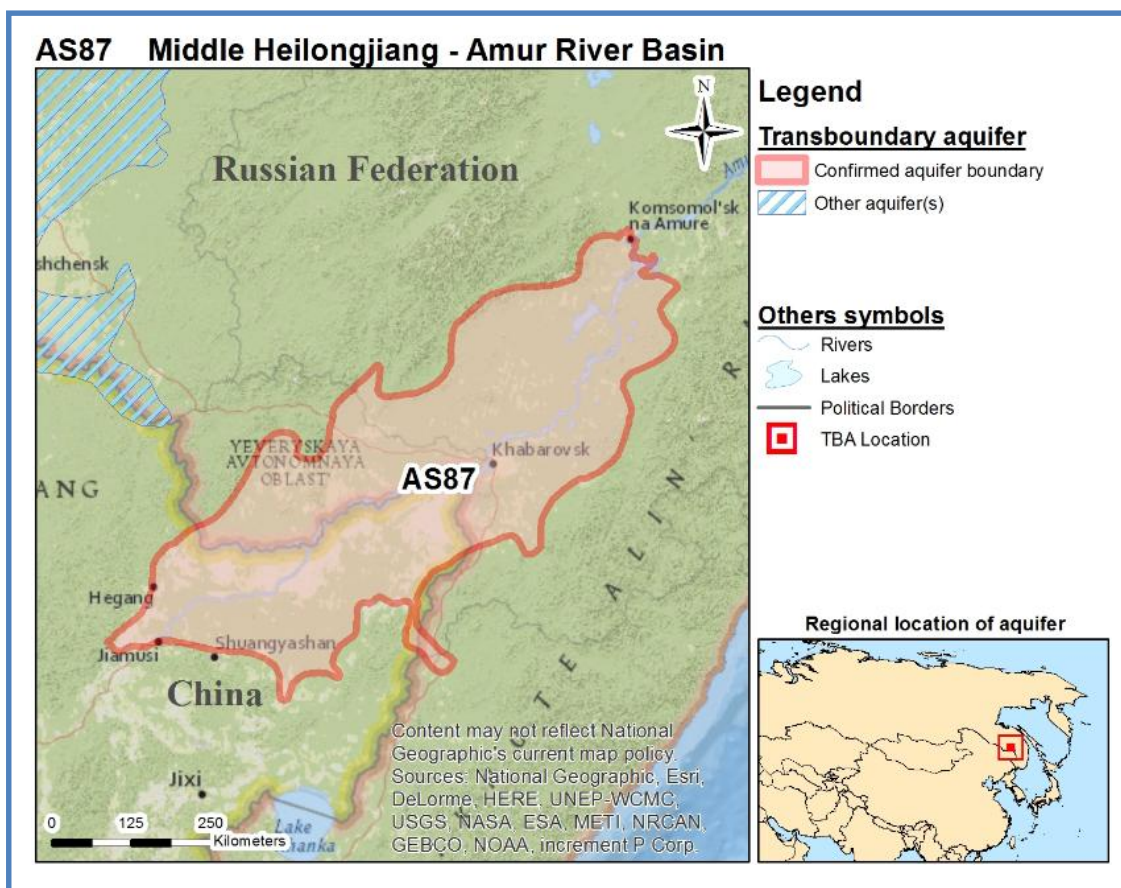 AS87 Middle Heilongjiang - Amur River Basin
N
Russian Federation
Komsomol'sk
na Amure
shchensk
YEVERYSKAYA
AVTONOMNAYA
OBLAST'
Khabarovsk
AS87
ANG
Hegang
Jiamusi
Shuangyashan
China
Jixi
Lake
0 125 250
Kilometers
Content may not reflect National
Geographic's current map policy.
Sources: National Geographic, Esri,
DeLorme, HERE, UNEP-WCMC,
USGS, NASA, ESA, METI, NRCAN,
GEBCO, NOAA, increment P Corp.
Legend
Transboundary aquifer
Confirmed aquifer boundary
Other aquifer(s)
Others symbols
Rivers
Lakes
Political Borders
TBA Location
Regional location of aquifer